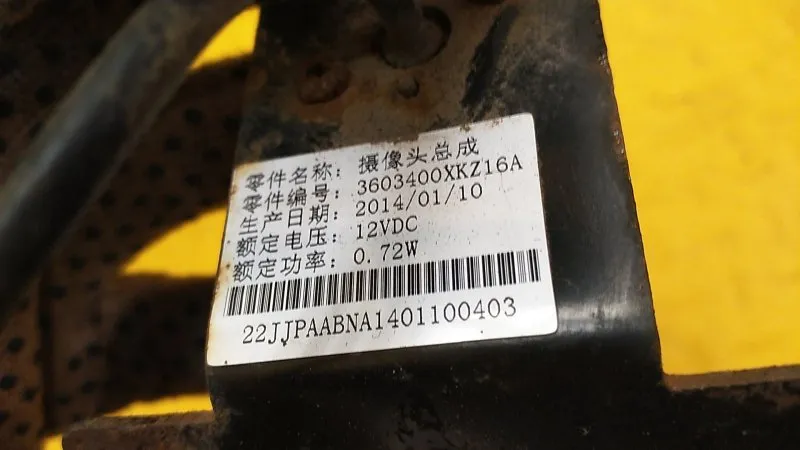 零件名称: 摄像头总成
零件编号: 3603400XKZ16A
生产日期: 2014/01/10
额定电压: 12VDC
额定功率: 0.72W
22JJPAABNA1401100403